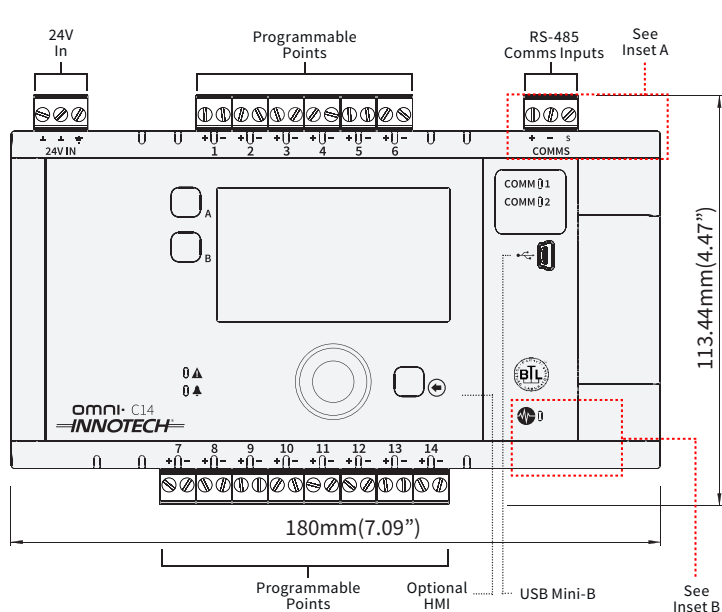 24V
In
Programmable
Points
RS-485
Comms Inputs
See
Inset A
+ - + - + - + - + - + -
+ - S
24V IN
1 2 3 4 5 6
COMMS
COMM 1
COMM 2
A
B
113.44mm(4.47”)
BTL
omni· C14
INNOTECH®
7 8 9 10 11 12 13 14
+ - + - + - + - + - + - + - + -
180mm(7.09”)
Programmable
Points
Optional
HMI
USB Mini-B
See
Inset B